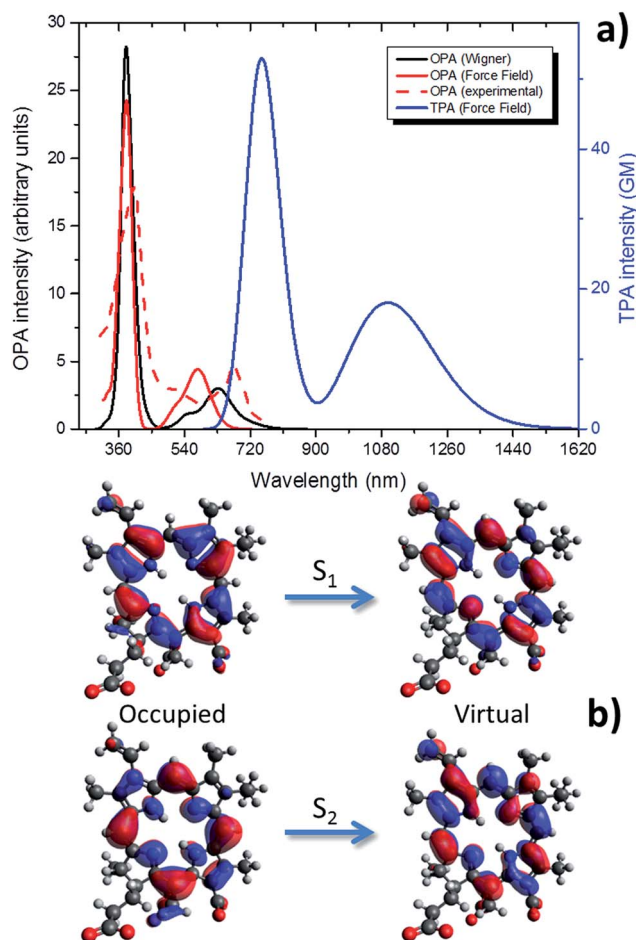 a)
30
25
20
15
10
5
0
OPA intensity (arbitrary units)
OPA (Wigner)
OPA (Force Field)
OPA (experimental)
TPA (Force Field)
40
20
0
TPA intensity (GM)
360 540 720 900 1080 1260 1440 1620
Wavelength (nm)
S1
Occupied Virtual b)
S2